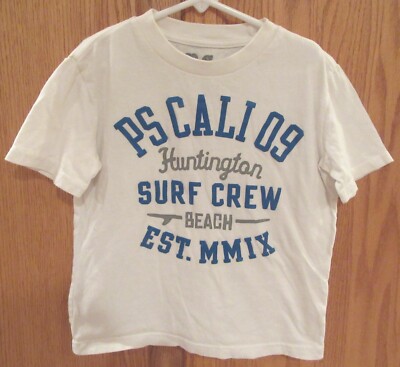 PS CALI 09
Huntington
SURF CREW
BEACH
EST. MMIX